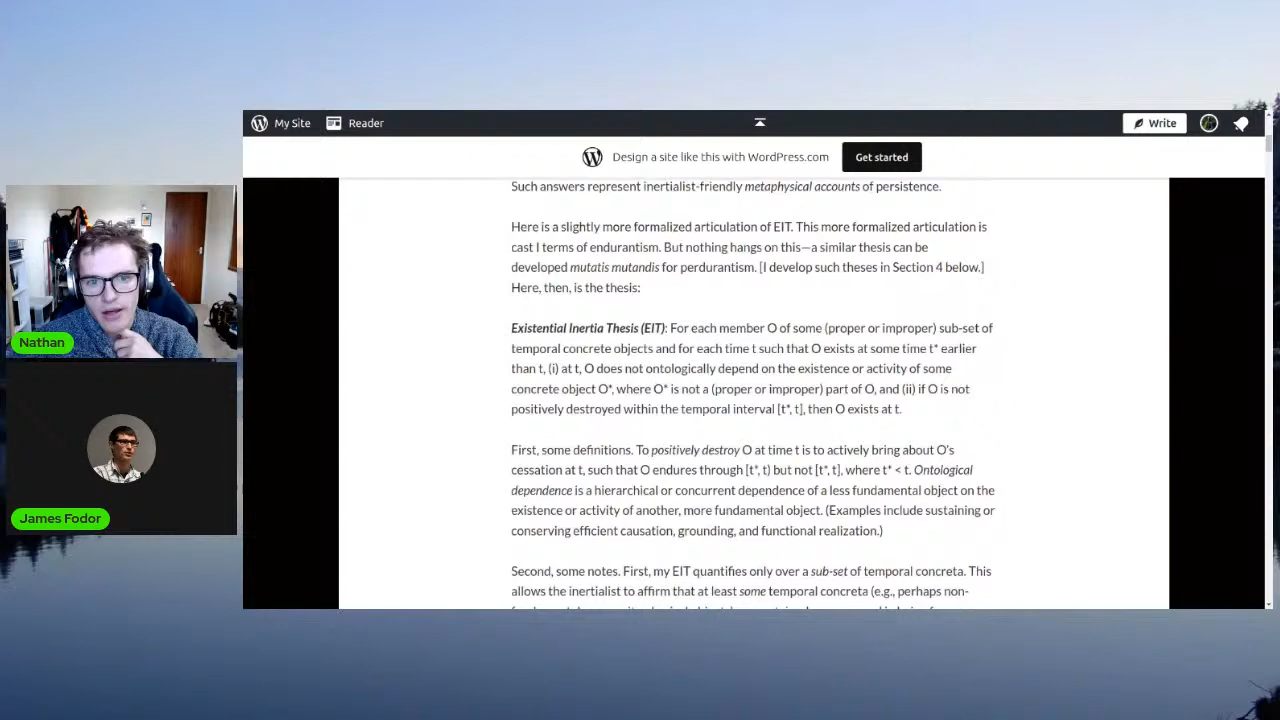 My Site
Reader
Write
Design a site like this with WordPress.com
Get started
Such answers represent inertialist-friendly metaphysical accounts of persistence.
Here is a slightly more formalized articulation of EIT. This more formalized articulation is
cast I terms of endurantism. But nothing hangs on this—a similar thesis can be
developed mutatis mutandis for perdurantism. [I develop such theses in Section 4 below.]
Here, then, is the thesis:
Existential Inertia Thesis (EIT): For each member O of some (proper or improper) sub-set of
temporal concrete objects and for each time t such that O exists at some time t* earlier
than t, (i) at t, O does not ontologically depend on the existence or activity of some
concrete object O*, where O* is not a (proper or improper) part of O, and (ii) if O is not
positively destroyed within the temporal interval [t*, t], then O exists at t.
First, some definitions. To positively destroy O at time t is to actively bring about O's
cessation at t, such that O endures through [t*, t) but not [t*, t], where t* < t. Ontological
dependence is a hierarchical or concurrent dependence of a less fundamental object on the
existence or activity of another, more fundamental object. (Examples include sustaining or
conserving efficient causation, grounding, and functional realization.)
Second, some notes. First, my EIT quantifies only over a sub-set of temporal concreta. This
allows the inertialist to affirm that at least some temporal concreta (e.g., perhaps non-
Nathan
James Fodor